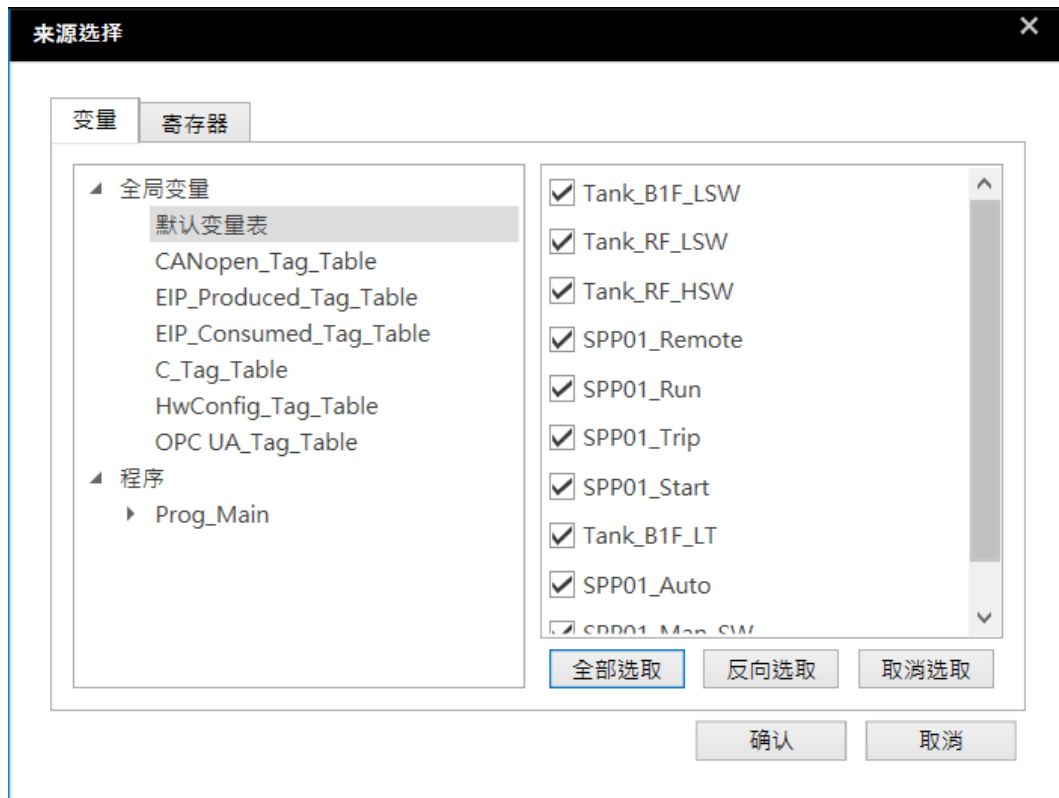 来源选择
变量
寄存器
全局变量
默认变量表
CANopen_Tag_Table
EIP_Produced_Tag_Table
EIP_Consumed_Tag_Table
C_Tag_Table
HwConfig_Tag_Table
OPC UA_Tag_Table
程序
Prog_Main
Tank_B1F_LSW
Tank_RF_LSW
Tank_RF_HSW
SPP01_Remote
SPP01_Run
SPP01_Trip
SPP01_Start
Tank_B1F_LT
SPP01_Auto
SPP01_Man_SW
全部选取
反向选取
取消选取
确认
取消